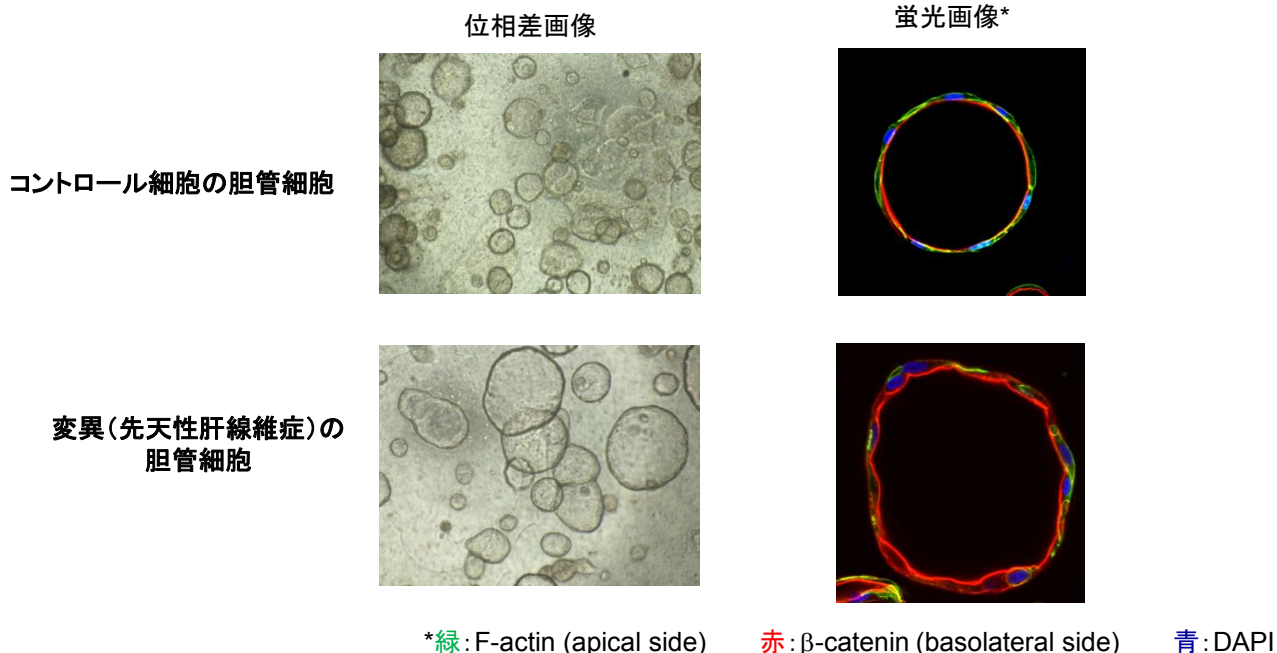 位相差画像
蛍光画像*
コントロール細胞の胆管細胞
変異(先天性肝線維症)の
胆管細胞
*緑:F-actin (apical side) 赤:β-catenin (basolateral side) 青:DAPI